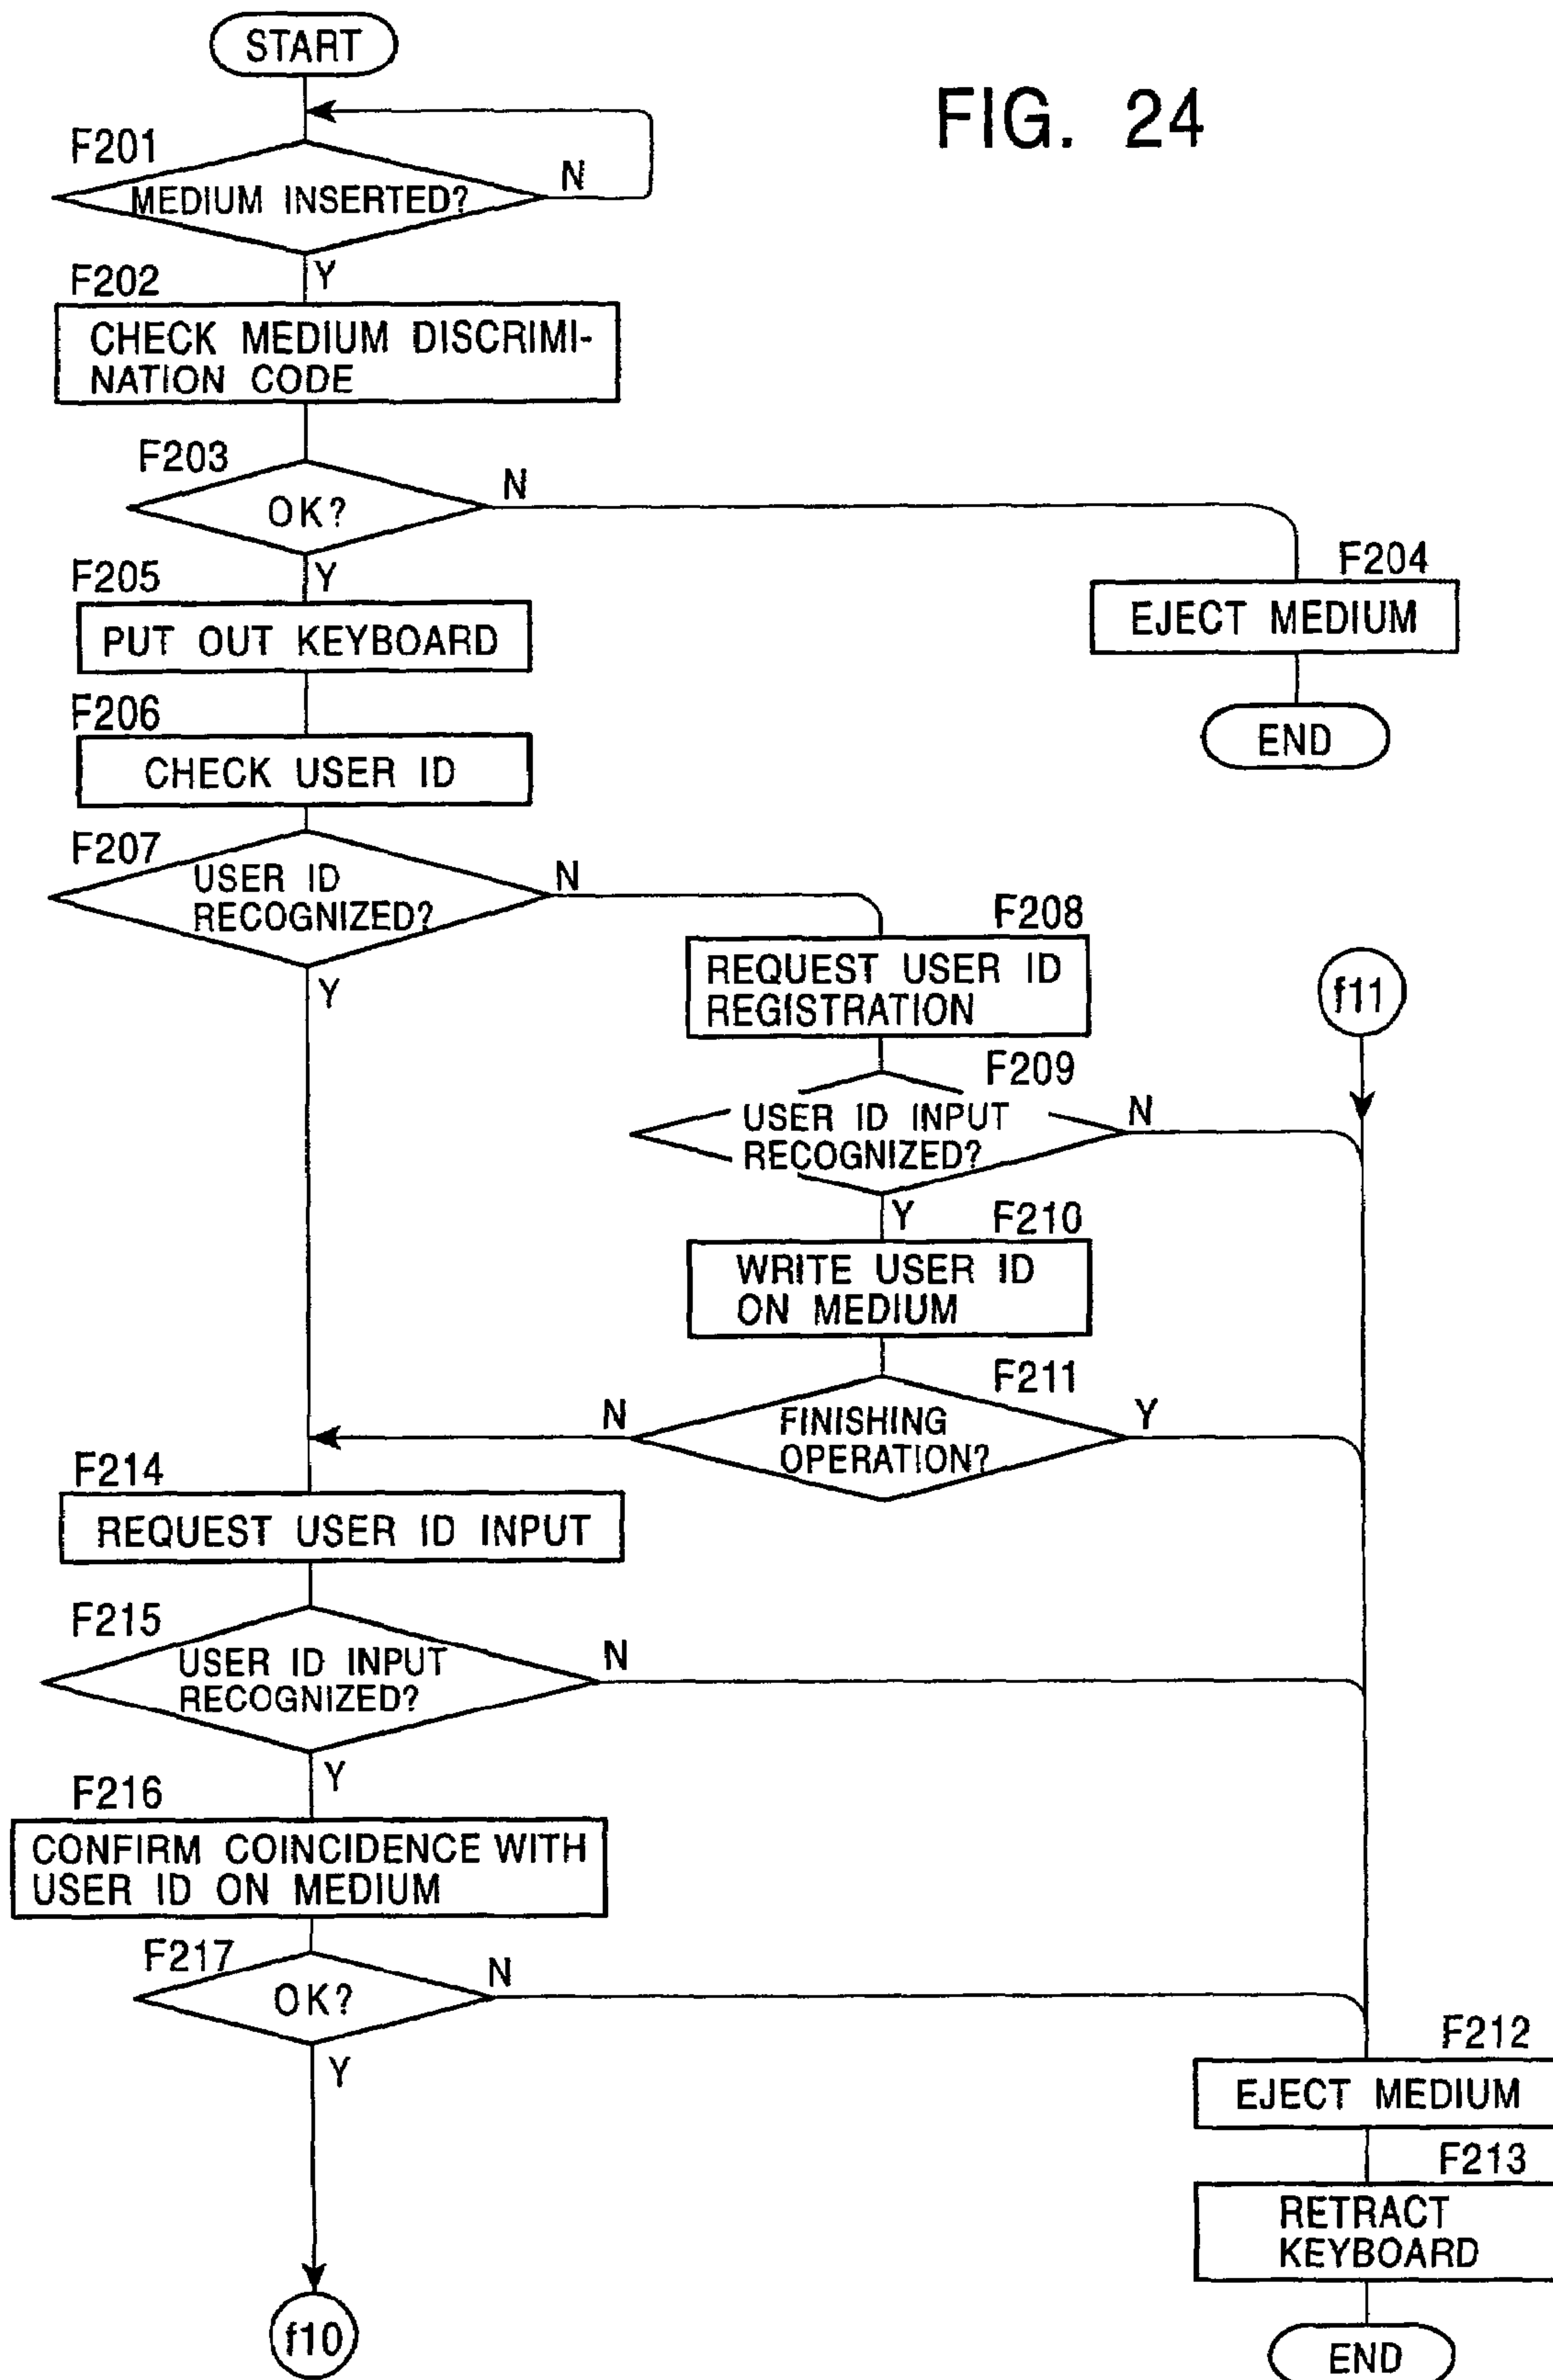 START
FIG. 24
F201
MEDIUM INSERTED?
N
Y
F202
CHECK MEDIUM DISCRIMI-
NATION CODE
F203
OK?
N
Y
F204
EJECT MEDIUM
END
F205
PUT OUT KEYBOARD
F206
CHECK USER ID
F207
USER ID
RECOGNIZED?
N
Y
F208
REQUEST USER ID
REGISTRATION
f11
F209
USER ID INPUT
RECOGNIZED?
N
Y
F210
WRITE USER ID
ON MEDIUM
F211
FINISHING
OPERATION?
N
Y
F214
REQUEST USER ID INPUT
F215
USER ID INPUT
RECOGNIZED?
N
Y
F216
CONFIRM COINCIDENCE WITH
USER ID ON MEDIUM
F217
OK?
N
Y
F212
EJECT MEDIUM
F213
RETRACT
KEYBOARD
f10
END